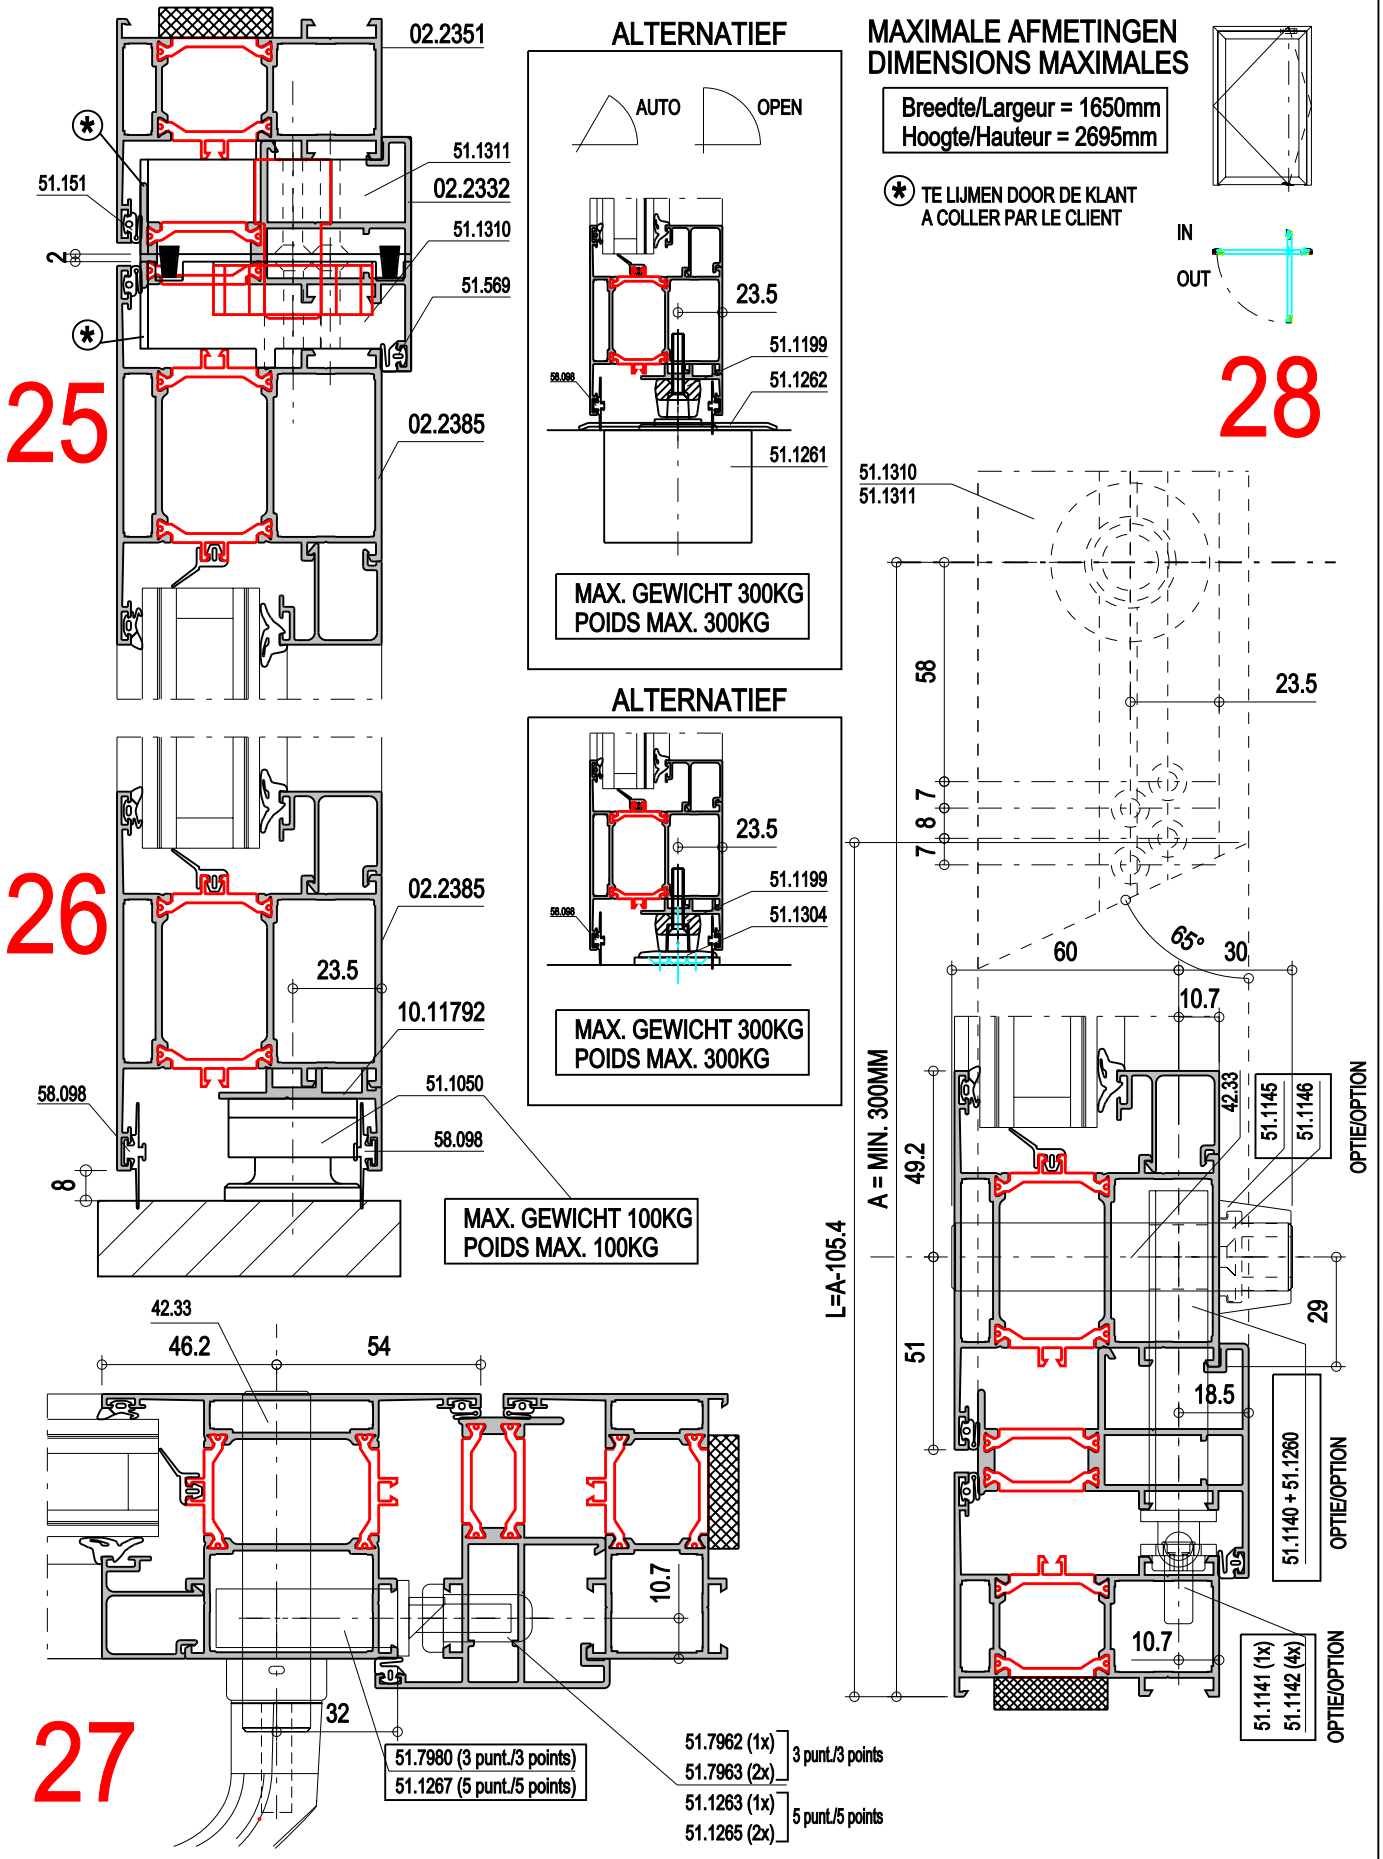 02.2351
51.1311
51.151
02.2332
51.1310
2
51.569
25
02.2385
ALTERNATIEF
AUTO
OPEN
23.5
51.1199
58.098
51.1262
51.1261
MAX. GEWICHT 300KG
POIDS MAX. 300KG
MAXIMALE AFMETINGEN
DIMENSIONS MAXIMALES
Breedte/Largeur = 1650mm
Hoogte/Hauteur = 2695mm
* TE LIJMEN DOOR DE KLANT
A COLLER PAR LE CLIENT
IN
OUT
28
ALTERNATIEF
23.5
51.1199
58.098
51.1304
MAX. GEWICHT 300KG
POIDS MAX. 300KG
26
02.2385
23.5
10.11792
51.1050
58.098
58.098
8
MAX. GEWICHT 100KG
POIDS MAX. 100KG
42.33
46.2
54
10.7
32
27
51.7980 (3 punt./3 points)
51.1267 (5 punt./5 points)
51.7962 (1x)
51.7963 (2x)
3 punt./3 points
51.1263 (1x)
51.1265 (2x)
5 punt./5 points
51.1310
51.1311
58
23.5
7
8
7
65°
60
30
10.7
A = MIN. 300MM
L=A-105.4
49.2
51
42.33
51.1145
51.1146
OPTIE/OPTION
29
18.5
51.1140 + 51.1260
OPTIE/OPTION
10.7
51.1141 (1x)
51.1142 (4x)
OPTIE/OPTION